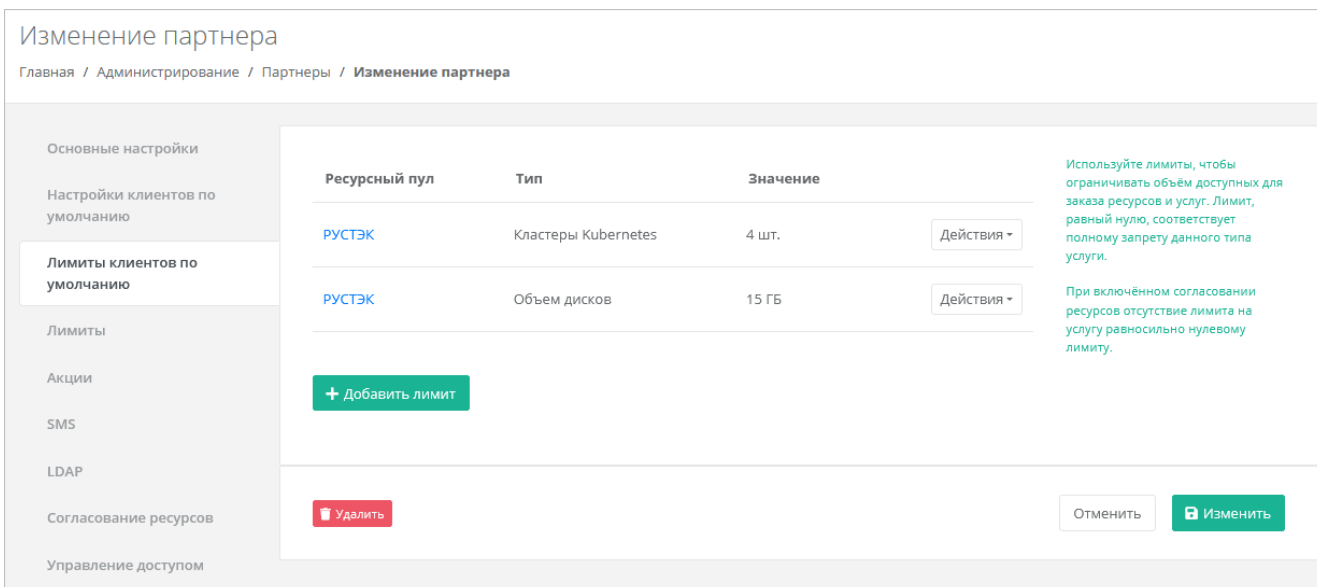 Изменение партнера
Главная / Администрирование / Партнеры / Изменение партнера
Основные настройки
Настройки клиентов по
умолчанию
Лимиты клиентов по
умолчанию
Лимиты
Акции
SMS
LDAP
Согласование ресурсов
Управление доступом
Ресурсный пул Тип Значение
РУСТЭК Кластеры Kubernetes 4 шт. Действия
РУСТЭК Объем дисков 15 ГБ Действия
+ Добавить лимит
Используйте лимиты, чтобы
ограничивать объём доступных для
заказа ресурсов и услуг. Лимит,
равный нулю, соответствует
полному запрету данного типа
услуги.
При включённом согласовании
ресурсов отсутствие лимита на
услугу равносильно нулевому
лимиту.
Удалить Отменить Изменить